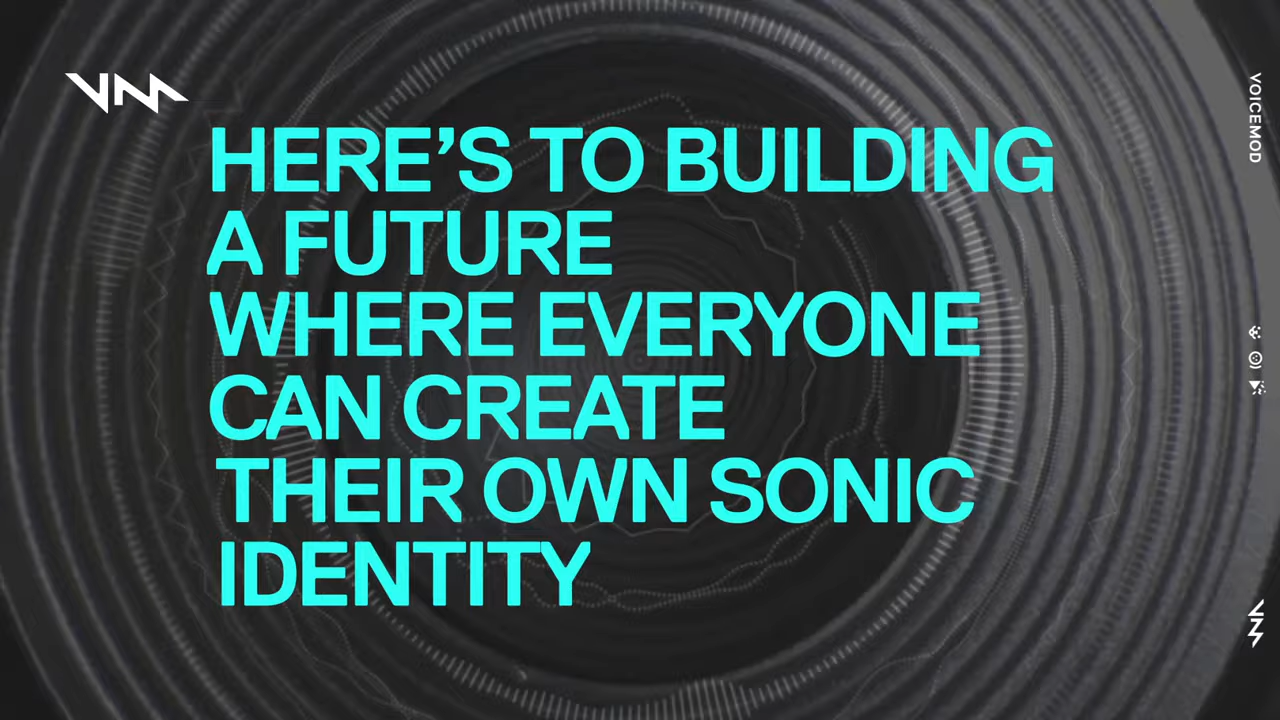 HERE’S TO BUILDING
A FUTURE
WHERE EVERYONE
CAN CREATE
THEIR OWN SONIC
IDENTITY
VOICEMOD